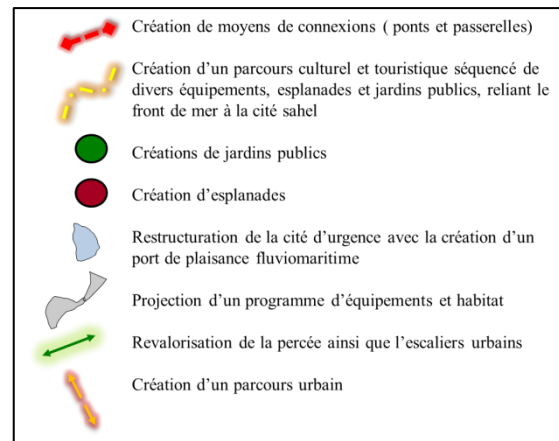 Création de moyens de connexions ( ponts et passerelles)
Création d'un parcours culturel et touristique séquencé de
divers équipements, esplanades et jardins publics, reliant le
front de mer à la cité sahel
Créations de jardins publics
Création d'esplanades
Restructuration de la cité d'urgence avec la création d'un
port de plaisance fluviomaritime
Projection d'un programme d'équipements et habitat
Revalorisation de la percée ainsi que l'escaliers urbains
Création d'un parcours urbain